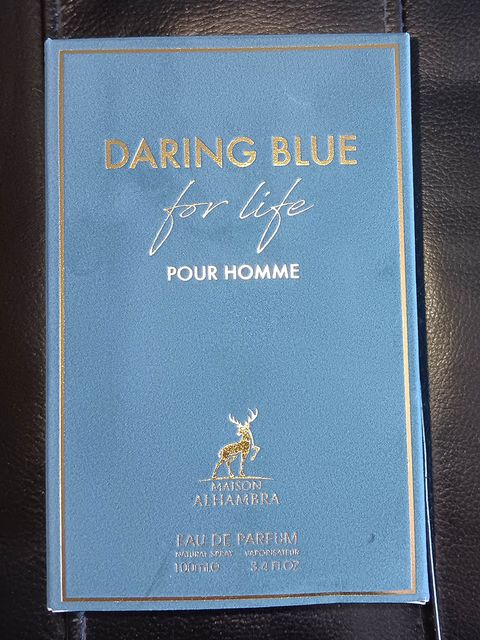 DARING BLUE
for life
POUR HOMME
MAISON
ALHAMBRA
EAU DE PARFUM
NATURAL SPRAY VAPORISATEUR
100ml℮ 3.4 fl.oz